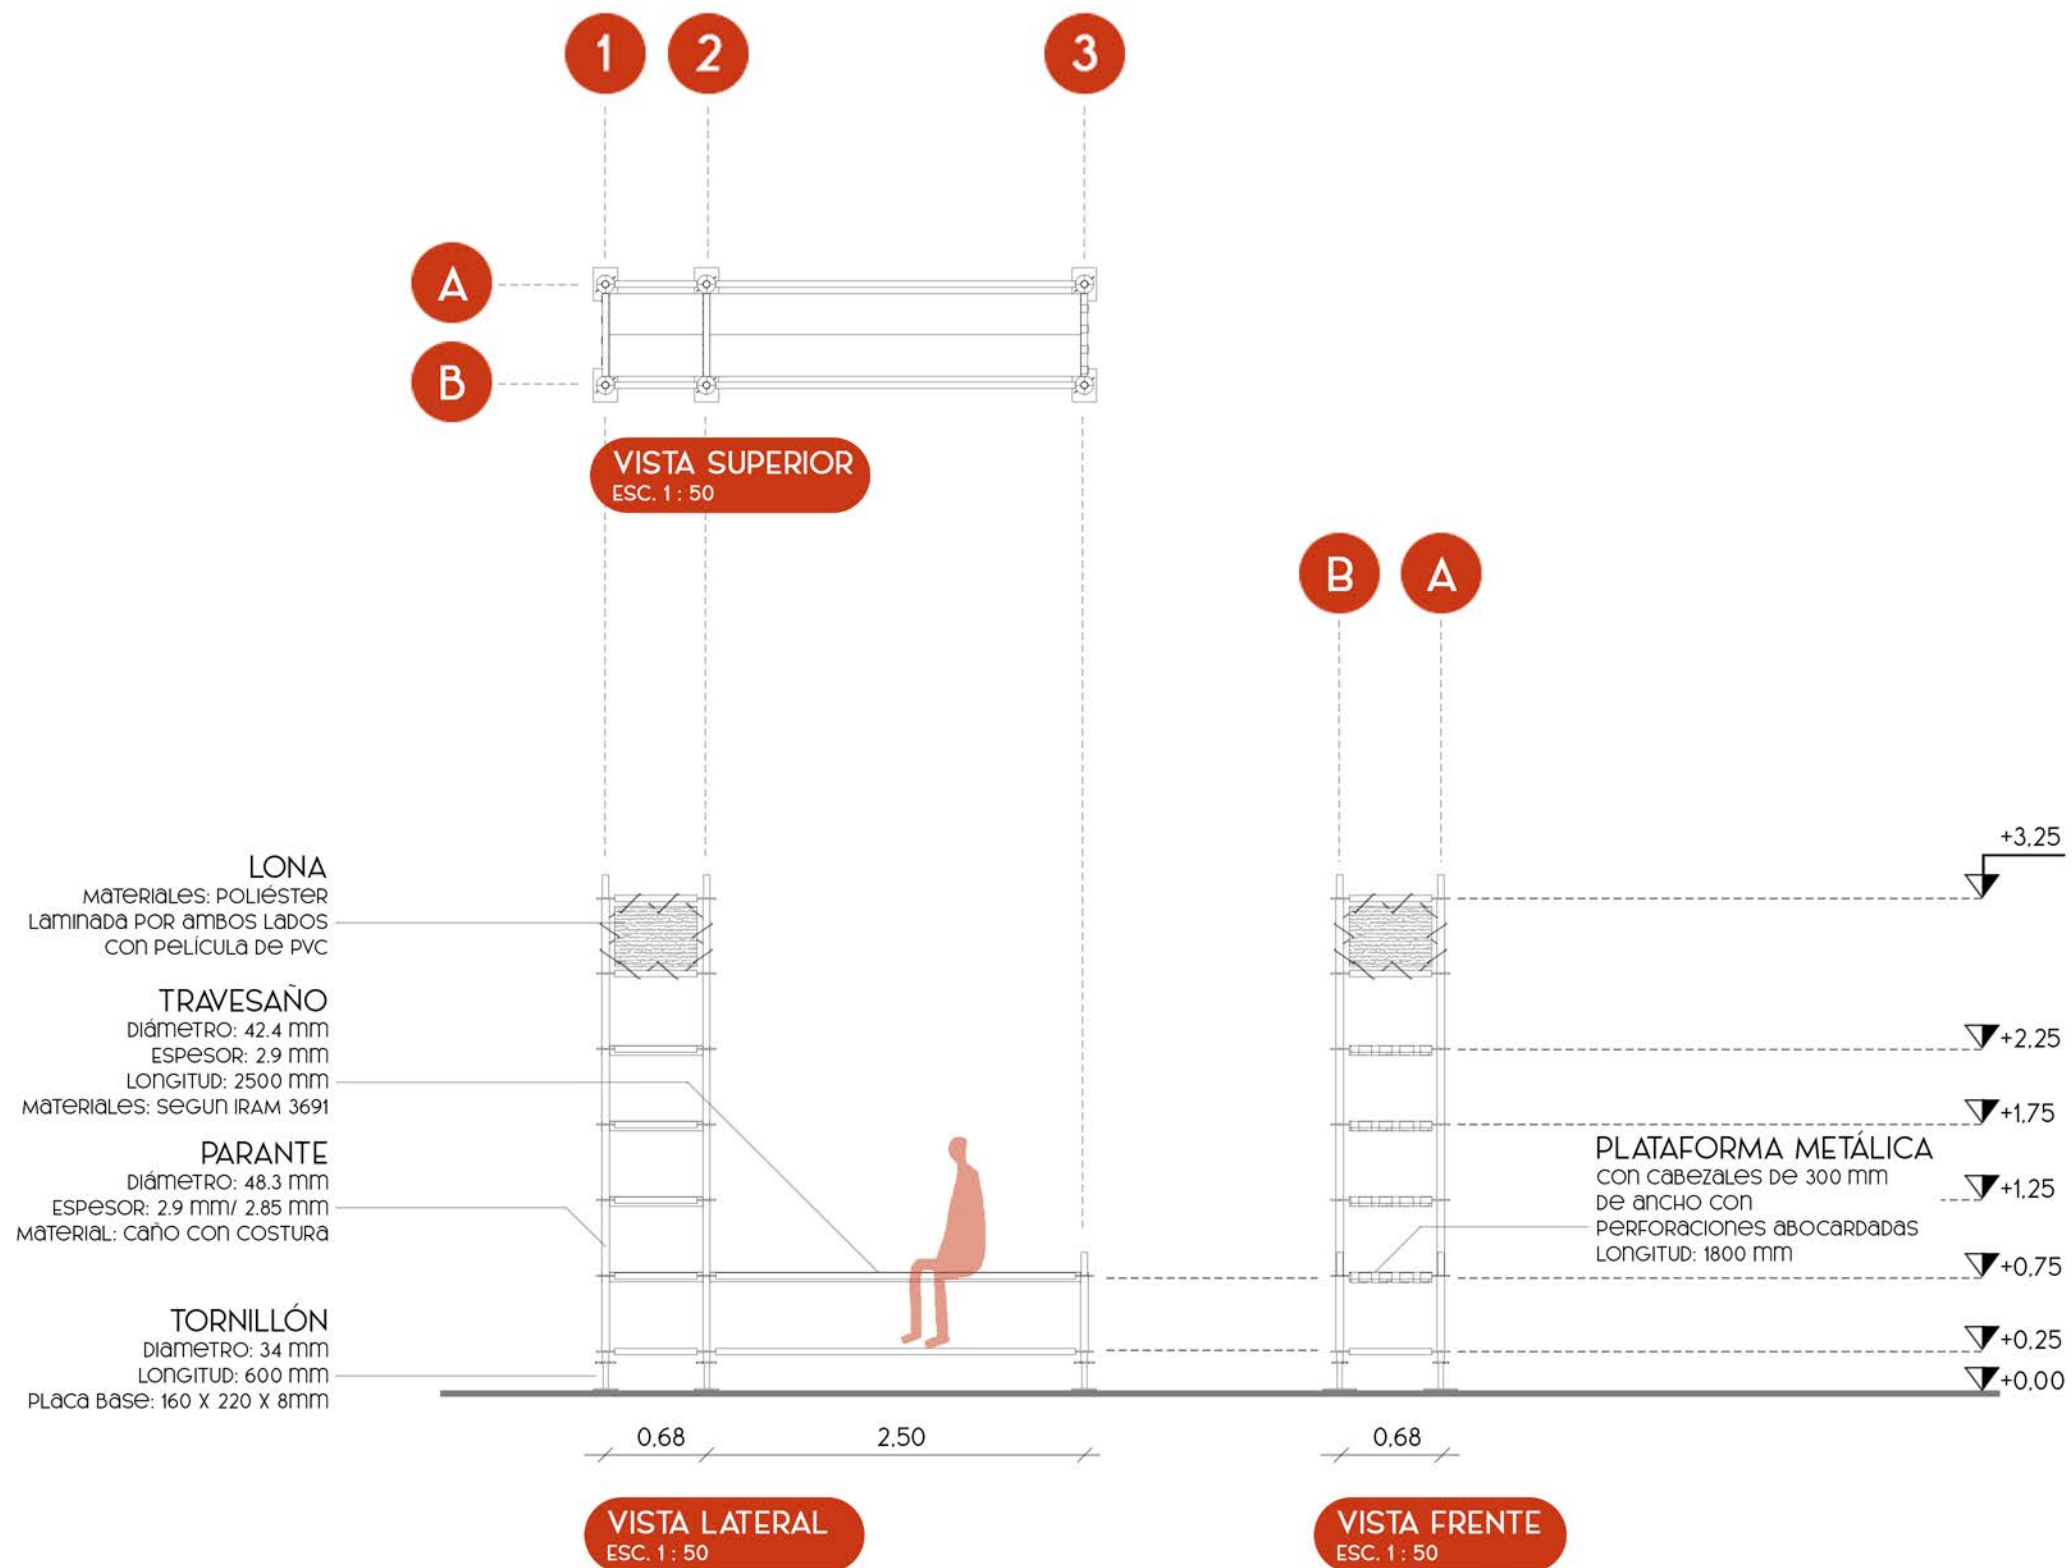 1 2 3
A
B
VISTA SUPERIOR
ESC. 1 : 50
B A
LONA
MATERIALES: POLIÉSTER
LAMINADA POR AMBOS LADOS
CON PELÍCULA DE PVC
TRAVESAÑO
DIÁMETRO: 42.4 mm
ESPESOR: 2.9 mm
LONGITUD: 2500 mm
MATERIALES: SEGUN IRAM 3691
PARANTE
DIÁMETRO: 48.3 mm
ESPESOR: 2.9 mm/ 2.85 mm
MATERIAL: CAÑO CON COSTURA
TORNILLÓN
DIAMETRO: 34 mm
LONGITUD: 600 mm
PLACA BASE: 160 X 220 X 8mm
PLATAFORMA METÁLICA
CON CABEZALES DE 300 mm
DE ANCHO CON
PERFORACIONES ABOCARDADAS
LONGITUD: 1800 mm
+3,25
+2,25
+1,75
+1,25
+0,75
+0,25
+0,00
0,68 2,50
0,68
VISTA LATERAL
ESC. 1 : 50
VISTA FRENTE
ESC. 1 : 50